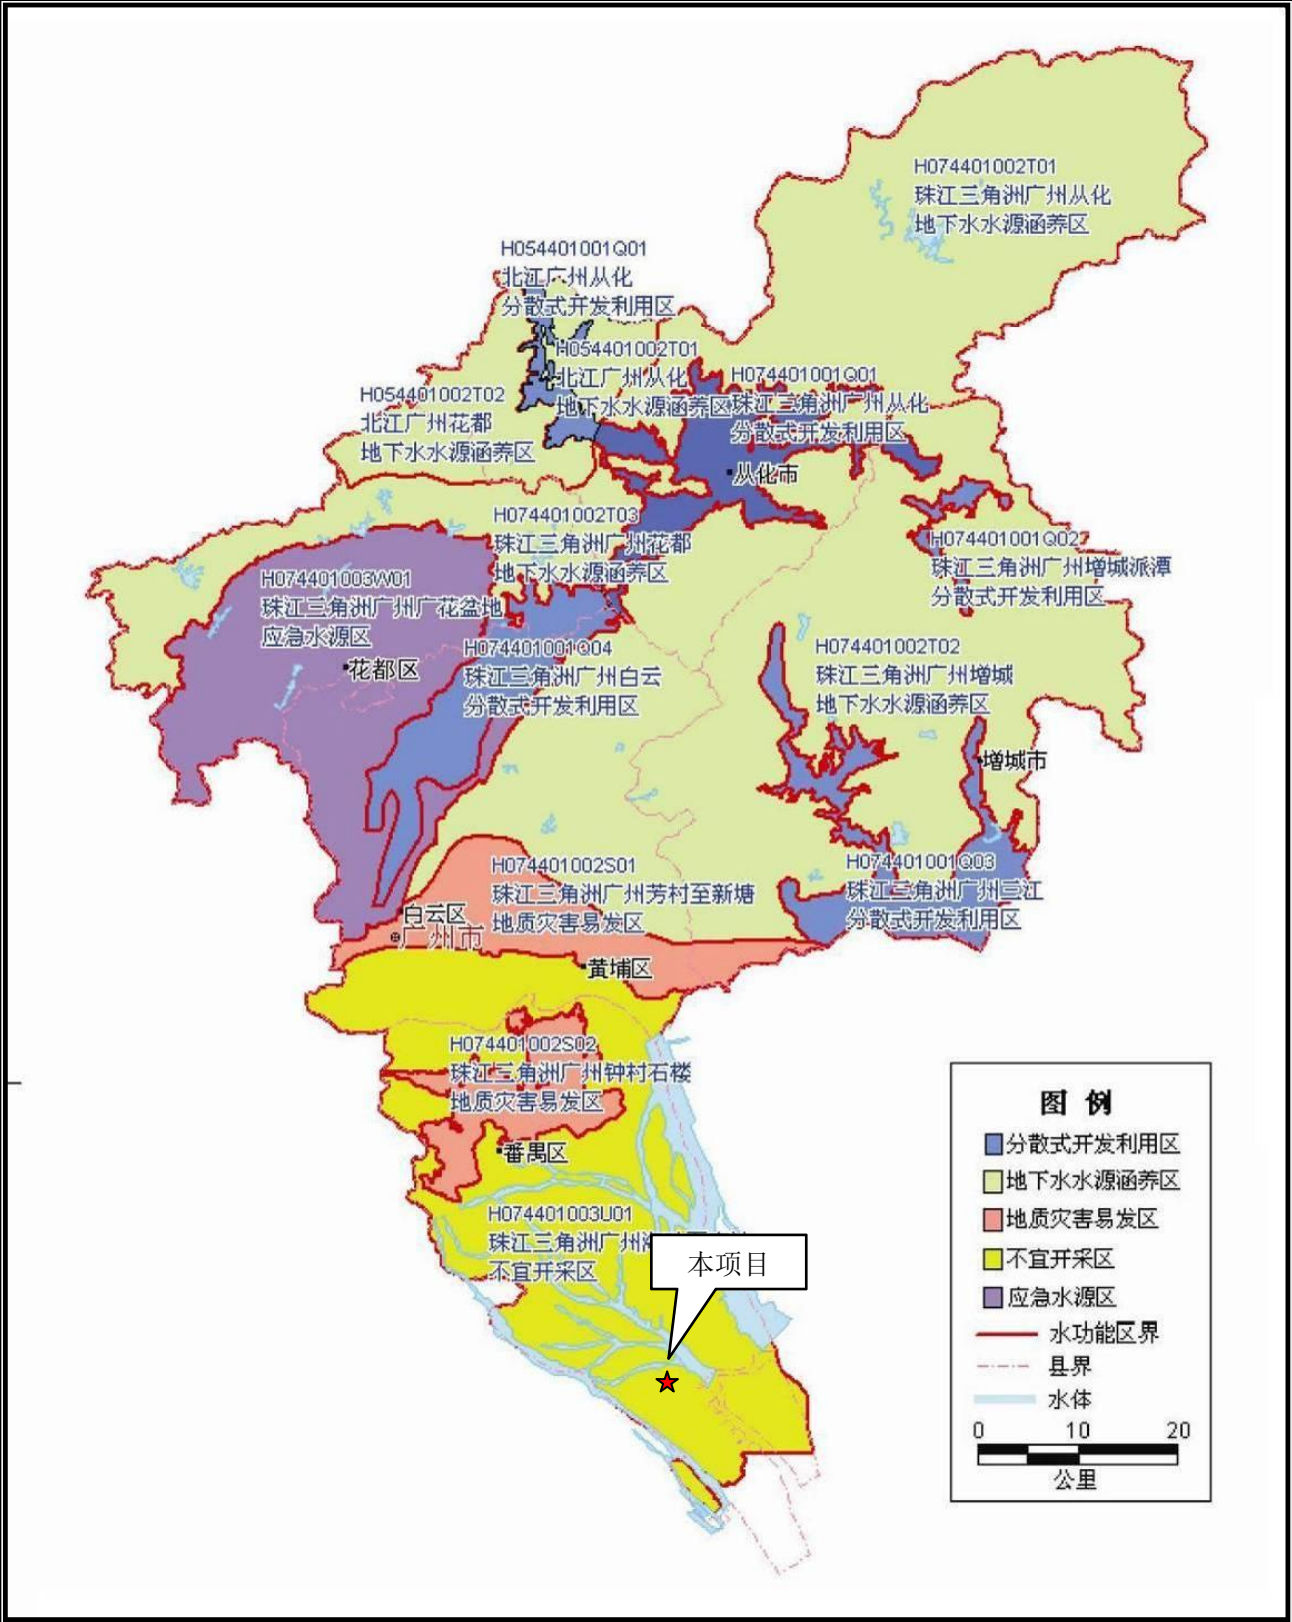 H074401002T01
珠江三角洲广州从化
地下水水源涵养区
H054401001Q01
北江广州从化
分散式开发利用区
H054401002T01
北江广州从化
地下水水源涵养区
H074401001Q01
珠江三角洲广州从化
分散式开发利用区
H054401002T02
北江广州花都
地下水水源涵养区
从化市
H074401002T03
珠江三角洲广州花都
地下水水源涵养区
H074401001Q02
珠江三角洲广州增城派潭
分散式开发利用区
H074401003W01
珠江三角洲广州广花盆地
应急水源区
花都区
H074401001Q04
珠江三角洲广州白云
分散式开发利用区
H074401002T02
珠江三角洲广州增城
地下水水源涵养区
增城市
H074401002S01
珠江三角洲广州芳村至新塘
地质灾害易发区
H074401001Q03
珠江三角洲广州三江
分散式开发利用区
白云区
广州市
黄埔区
H074401002S02
珠江三角洲广州钟村石楼
地质灾害易发区
番禺区
H074401003U01
珠江三角洲广州
不宜开采区
本项目
图 例
分散式开发利用区
地下水水源涵养区
地质灾害易发区
不宜开采区
应急水源区
水功能区界
县界
水体
0 10 20
公里